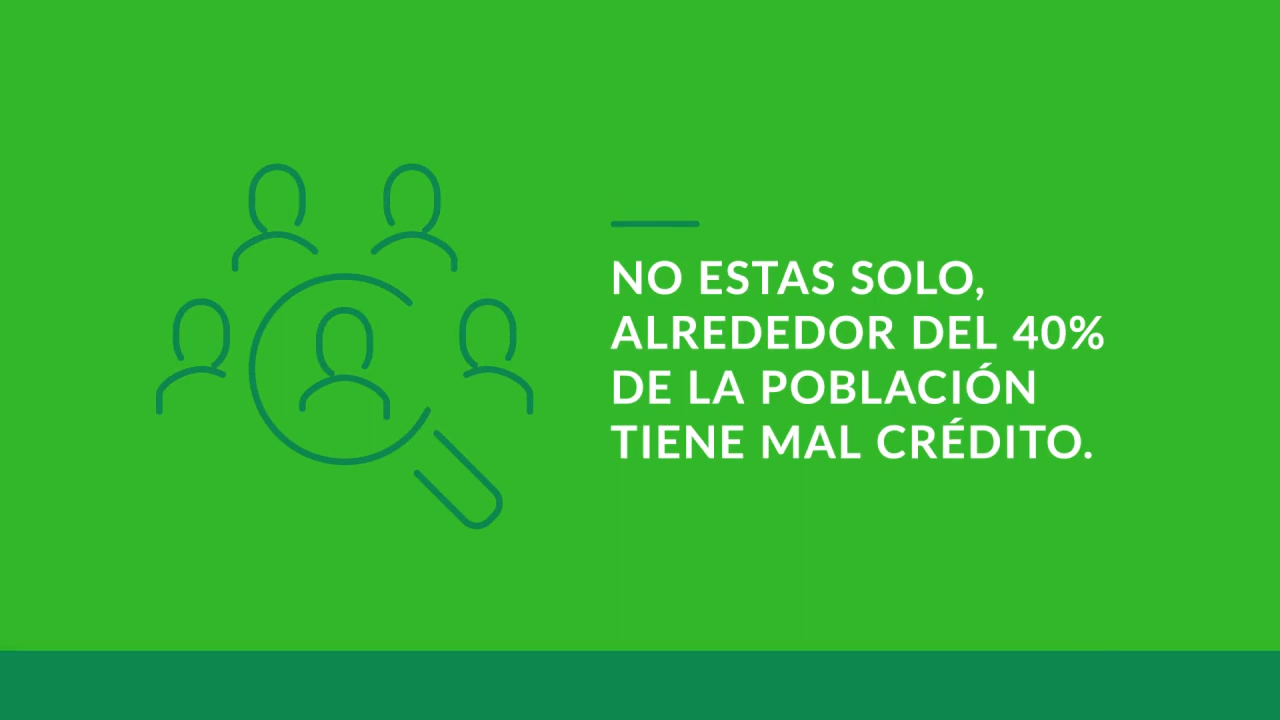 NO ESTAS SOLO,
ALREDEDOR DEL 40%
DE LA POBLACIÓN
TIENE MAL CRÉDITO.